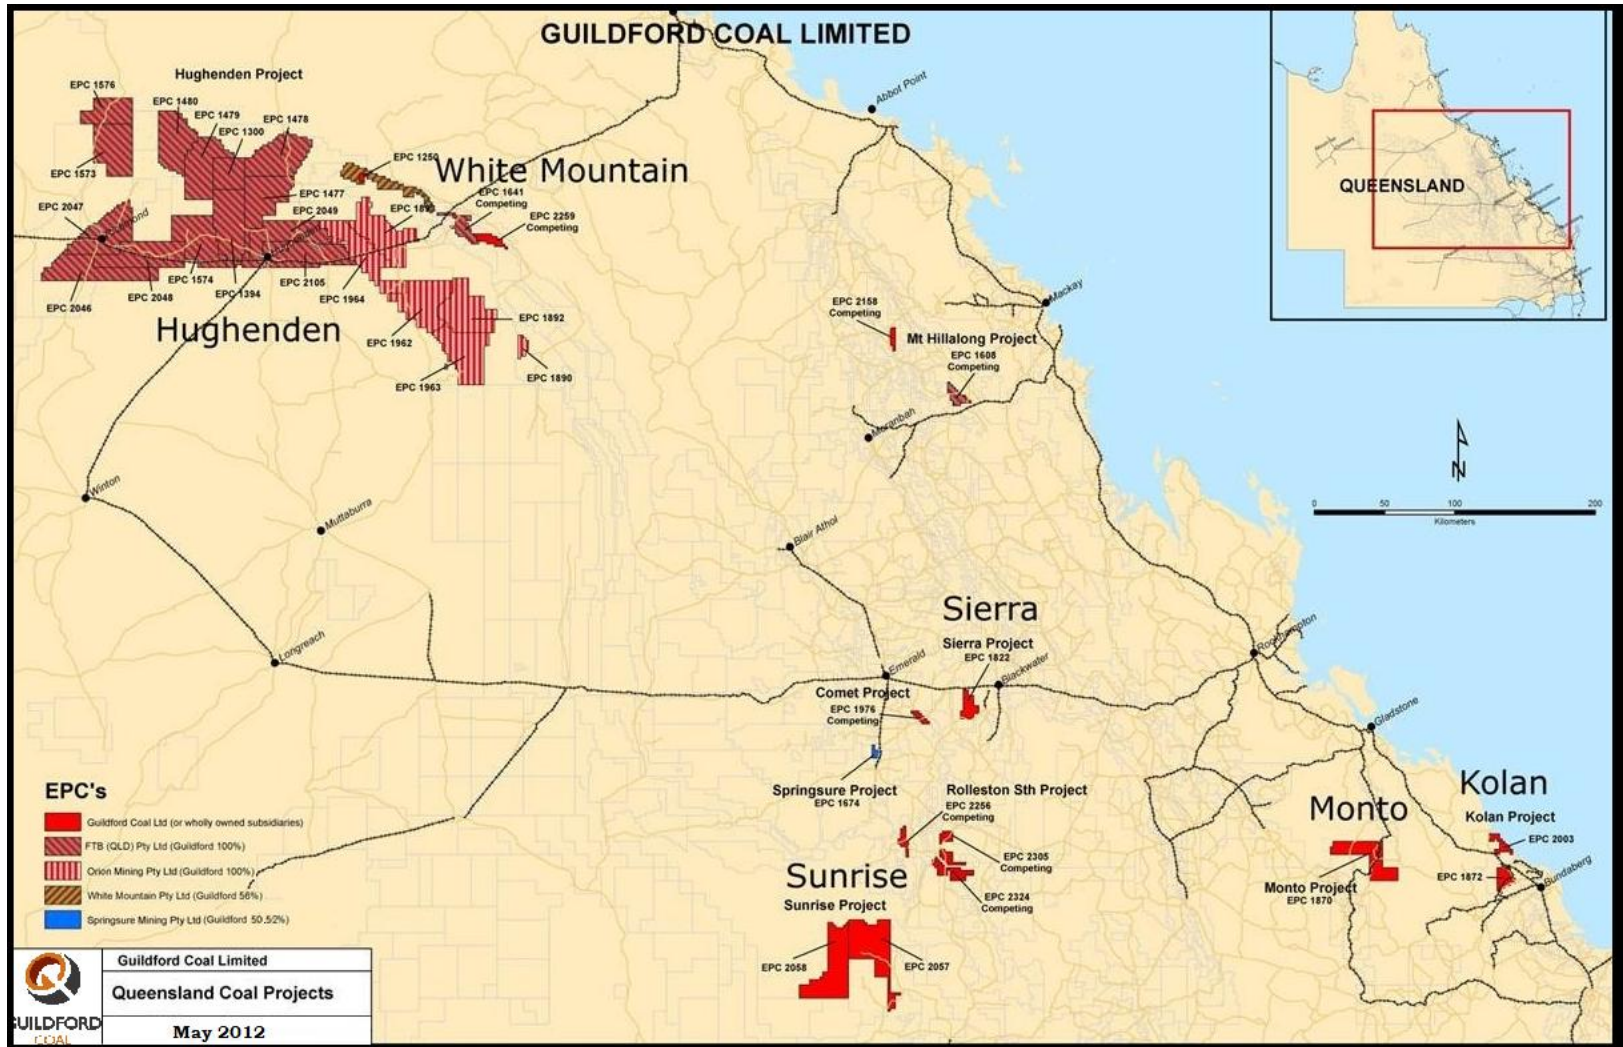 GUILDFORD COAL LIMITED
Abbot Point
Hughenden Project
EPC 1576
EPC 1480
EPC 1479
EPC 1478
EPC 1300
EPC 1250
White Mountain
EPC 1573
EPC 1641
Competing
EPC 1477
EPC 2047
EPC 2049
EPC 2259
Competing
EPC 1574
EPC 2105
EPC 1394
EPC 1964
EPC 2048
EPC 2046
Hughenden
EPC 1892
EPC 1962
EPC 1963
EPC 1890
QUEENSLAND
Mackay
EPC 2158
Competing
Mt Hillalong Project
EPC 1608
Competing
Moranbah
N
0 50 100 200
Kilometers
Winton
Muttaburra
Blair Athol
Sierra
Sierra Project
EPC 1822
Longreach
Emerald
Blackwater
Rockhampton
Comet Project
EPC 1976
Competing
Gladstone
Springsure Project
EPC 1674
Rolleston Sth Project
EPC 2256
Competing
EPC 2305
Competing
EPC 2324
Competing
Kolan
Kolan Project
EPC 2003
EPC 1872
Bundaberg
Monto
Monto Project
EPC 1870
Sunrise
Sunrise Project
EPC 2058
EPC 2057
EPC's
Guildford Coal Ltd (or wholly owned subsidiaries)
FTB (QLD) Pty Ltd (Guildford 100%)
Orion Mining Pty Ltd (Guildford 100%)
White Mountain Pty Ltd (Guildford 56%)
Springsure Mining Pty Ltd (Guildford 50.52%)
GUILDFORD
COAL
Guildford Coal Limited
Queensland Coal Projects
May 2012